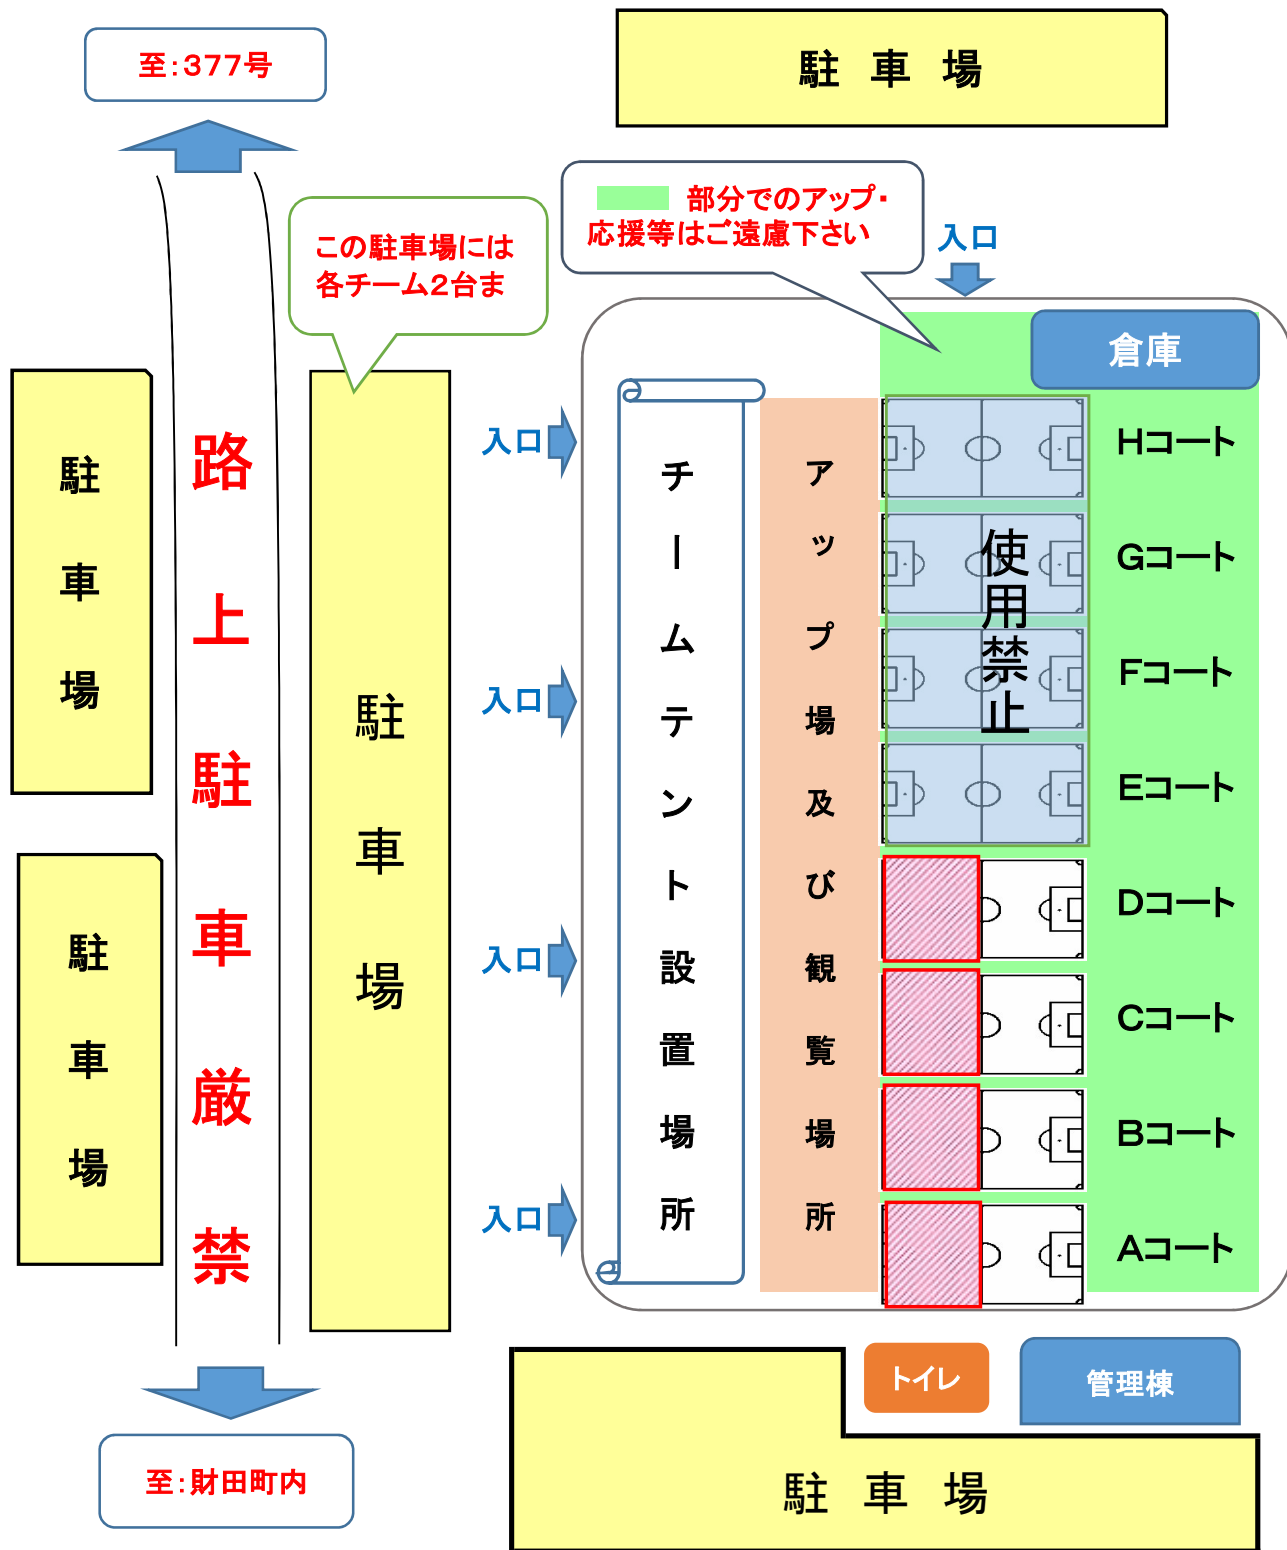 至：３７７号
駐　車　場
部分でのアップ・
応援等はご遠慮下さい
入口
この駐車場には
各チーム２台ま
倉庫
駐車場
駐車場
路上駐車厳禁
駐車場
入口
入口
入口
入口
チームテント設置場所
アップ場及び観覧場所
使用禁止
Ｈコート
Ｇコート
Ｆコート
Ｅコート
Ｄコート
Ｃコート
Ｂコート
Ａコート
トイレ
管理棟
駐　車　場
至：財田町内